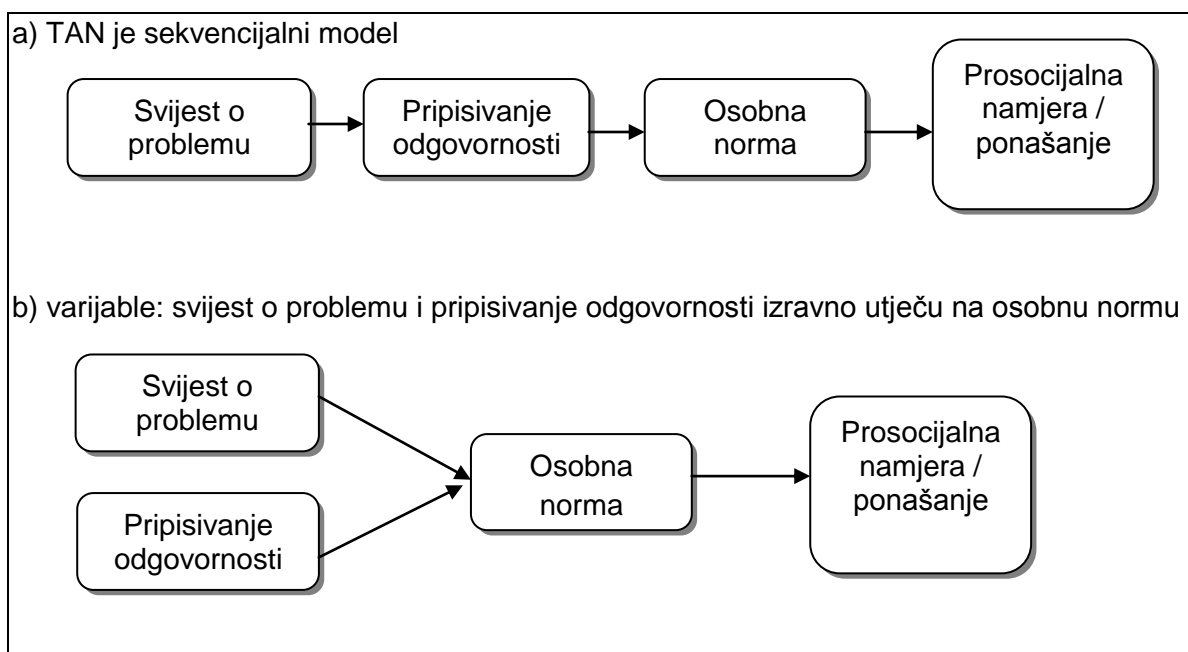 a) TAN je sekvencijalni model
Svijest o
problemu
Pripisivanje
odgovornosti
Osobna
norma
Prosocijalna
namjera /
ponašanje
b) varijable: svijest o problemu i pripisivanje odgovornosti izravno utječu na osobnu normu
Svijest o
problemu
Pripisivanje
odgovornosti
Osobna
norma
Prosocijalna
namjera /
ponašanje